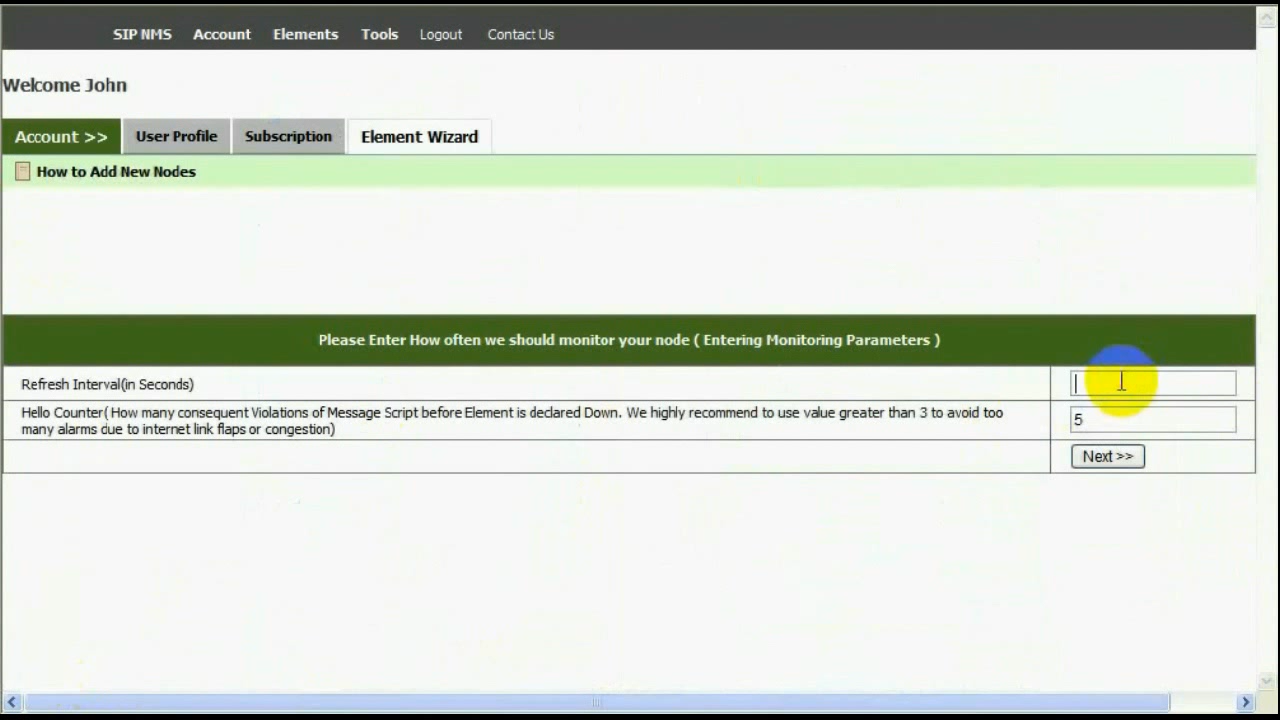 SIP NMS Account Elements Tools Logout Contact Us
Welcome John
Account >> User Profile Subscription Element Wizard
How to Add New Nodes
Please Enter How often we should monitor your node ( Entering Monitoring Parameters )
Refresh Interval(in Seconds)
Hello Counter( How many consequent Violations of Message Script before Element is declared Down. We highly recommend to use value greater than 3 to avoid too
many alarms due to internet link flaps or congestion)
5
Next >>